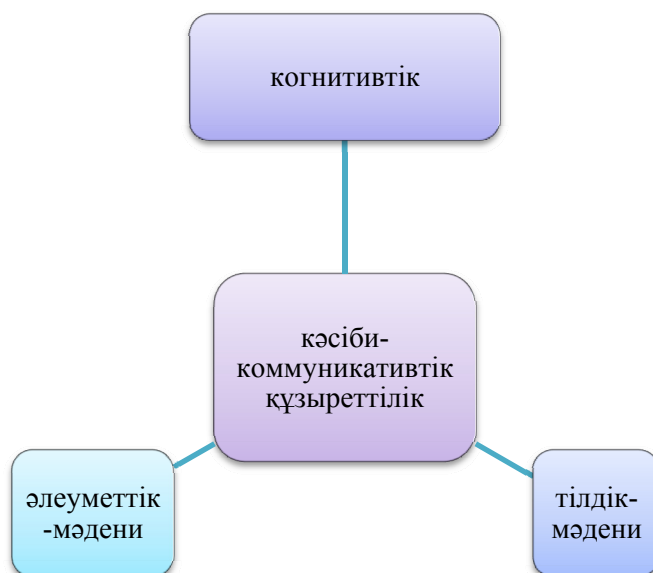 когнитивтік
кәсіби-
коммуникативтік
құзыреттілік
әлеуметтік
-мәдени
тілдік-
мәдени